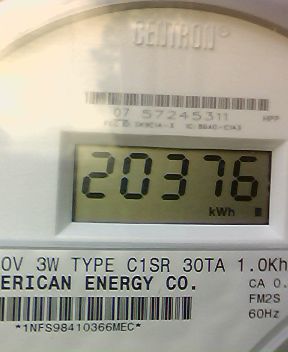 CENTRON®
07 57245311 HPP
20376
kWh
0V 3W TYPE C1SR 30TA 1.0Kh
ERICAN ENERGY CO. CA 0.
FM2S
60Hz
*1NFS98410366MEC*